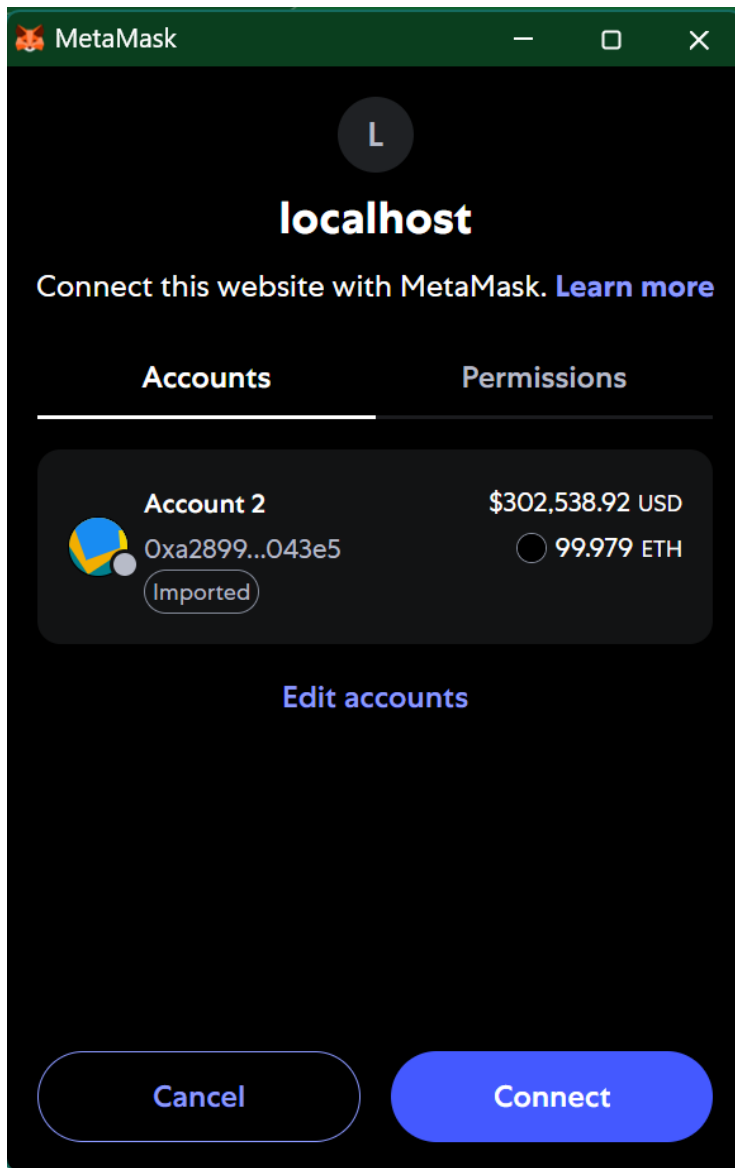 MetaMask
L
localhost
Connect this website with MetaMask. Learn more
Accounts Permissions
Account 2 $302,538.92 USD
0xa2899...043e5 99.979 ETH
Imported
Edit accounts
Cancel Connect